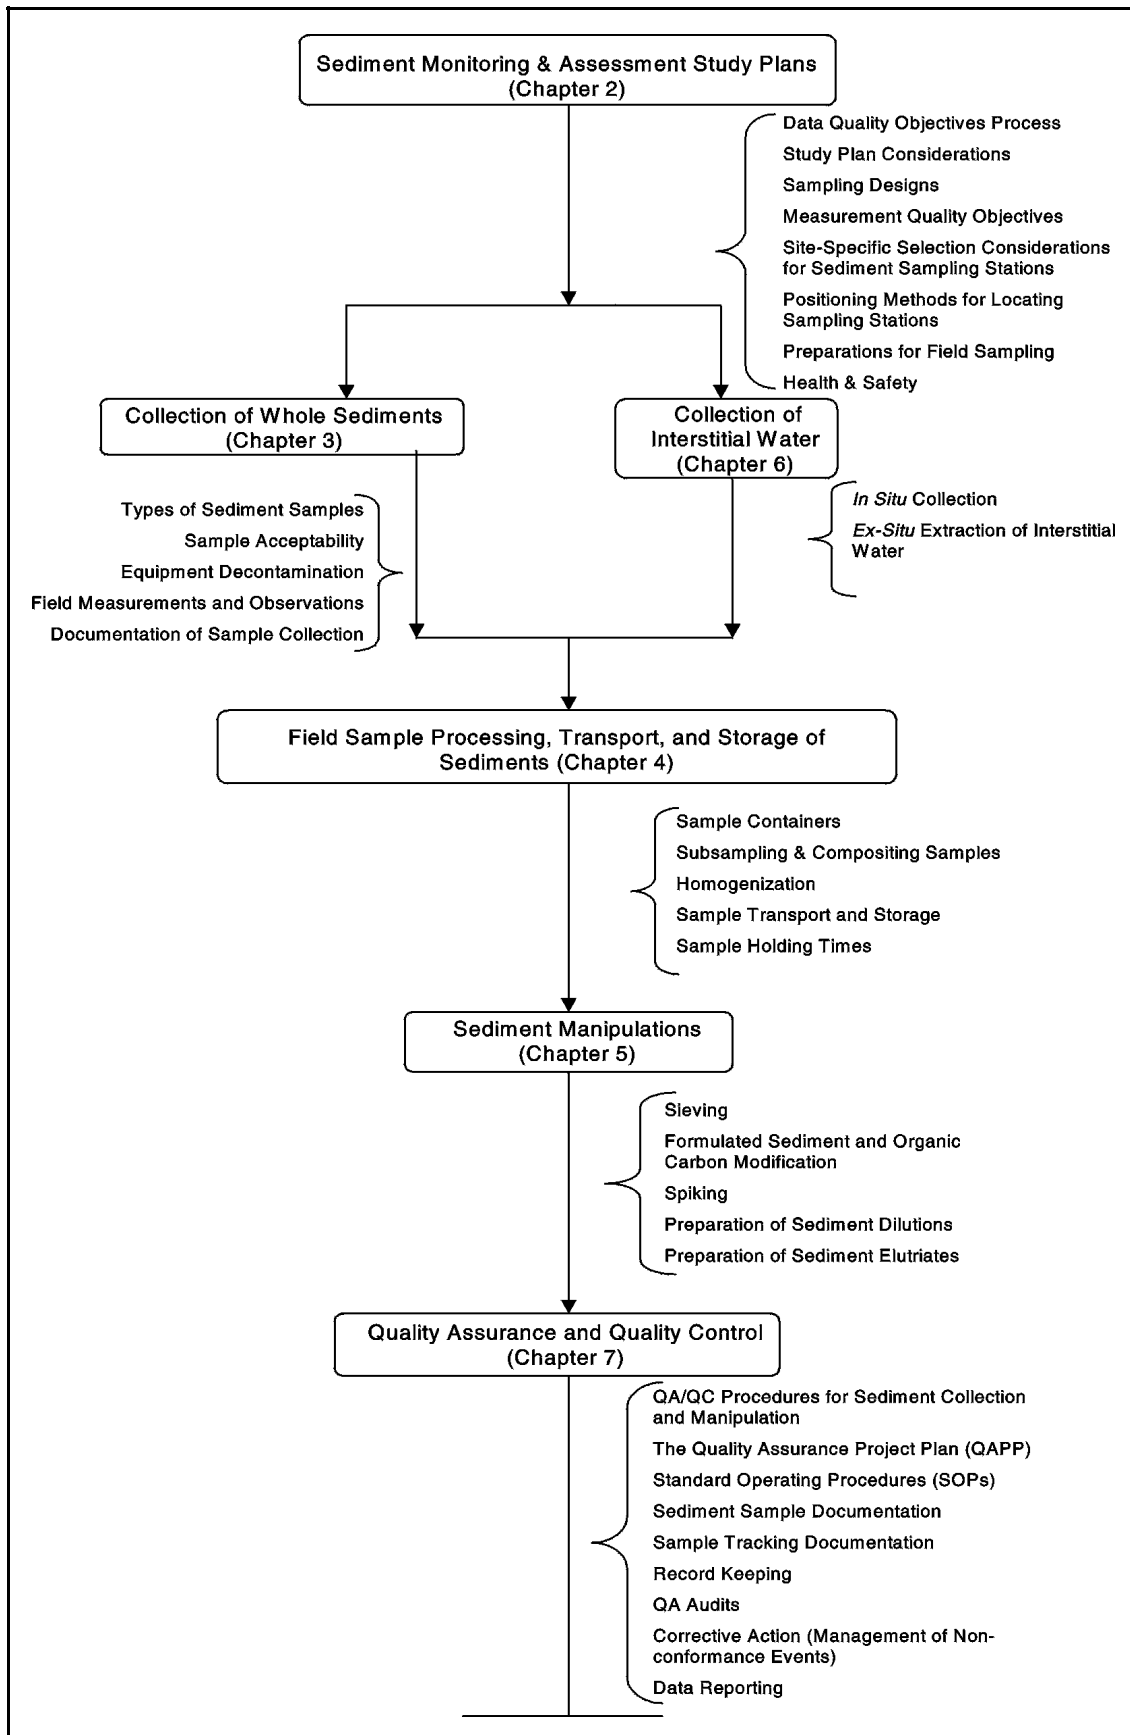 Sediment Monitoring & Assessment Study Plans
(Chapter 2)
Data Quality Objectives Process
Study Plan Considerations
Sampling Designs
Measurement Quality Objectives
Site-Specific Selection Considerations
for Sediment Sampling Stations
Positioning Methods for Locating
Sampling Stations
Preparations for Field Sampling
Health & Safety
Collection of Whole Sediments
(Chapter 3)
Types of Sediment Samples
Sample Acceptability
Equipment Decontamination
Field Measurements and Observations
Documentation of Sample Collection
Collection of
Interstitial Water
(Chapter 6)
In Situ Collection
Ex-Situ Extraction of Interstitial
Water
Field Sample Processing, Transport, and Storage of
Sediments (Chapter 4)
Sample Containers
Subsampling & Compositing Samples
Homogenization
Sample Transport and Storage
Sample Holding Times
Sediment Manipulations
(Chapter 5)
Sieving
Formulated Sediment and Organic
Carbon Modification
Spiking
Preparation of Sediment Dilutions
Preparation of Sediment Elutriates
Quality Assurance and Quality Control
(Chapter 7)
QA/QC Procedures for Sediment Collection
and Manipulation
The Quality Assurance Project Plan (QAPP)
Standard Operating Procedures (SOPs)
Sediment Sample Documentation
Sample Tracking Documentation
Record Keeping
QA Audits
Corrective Action (Management of Non-
conformance Events)
Data Reporting